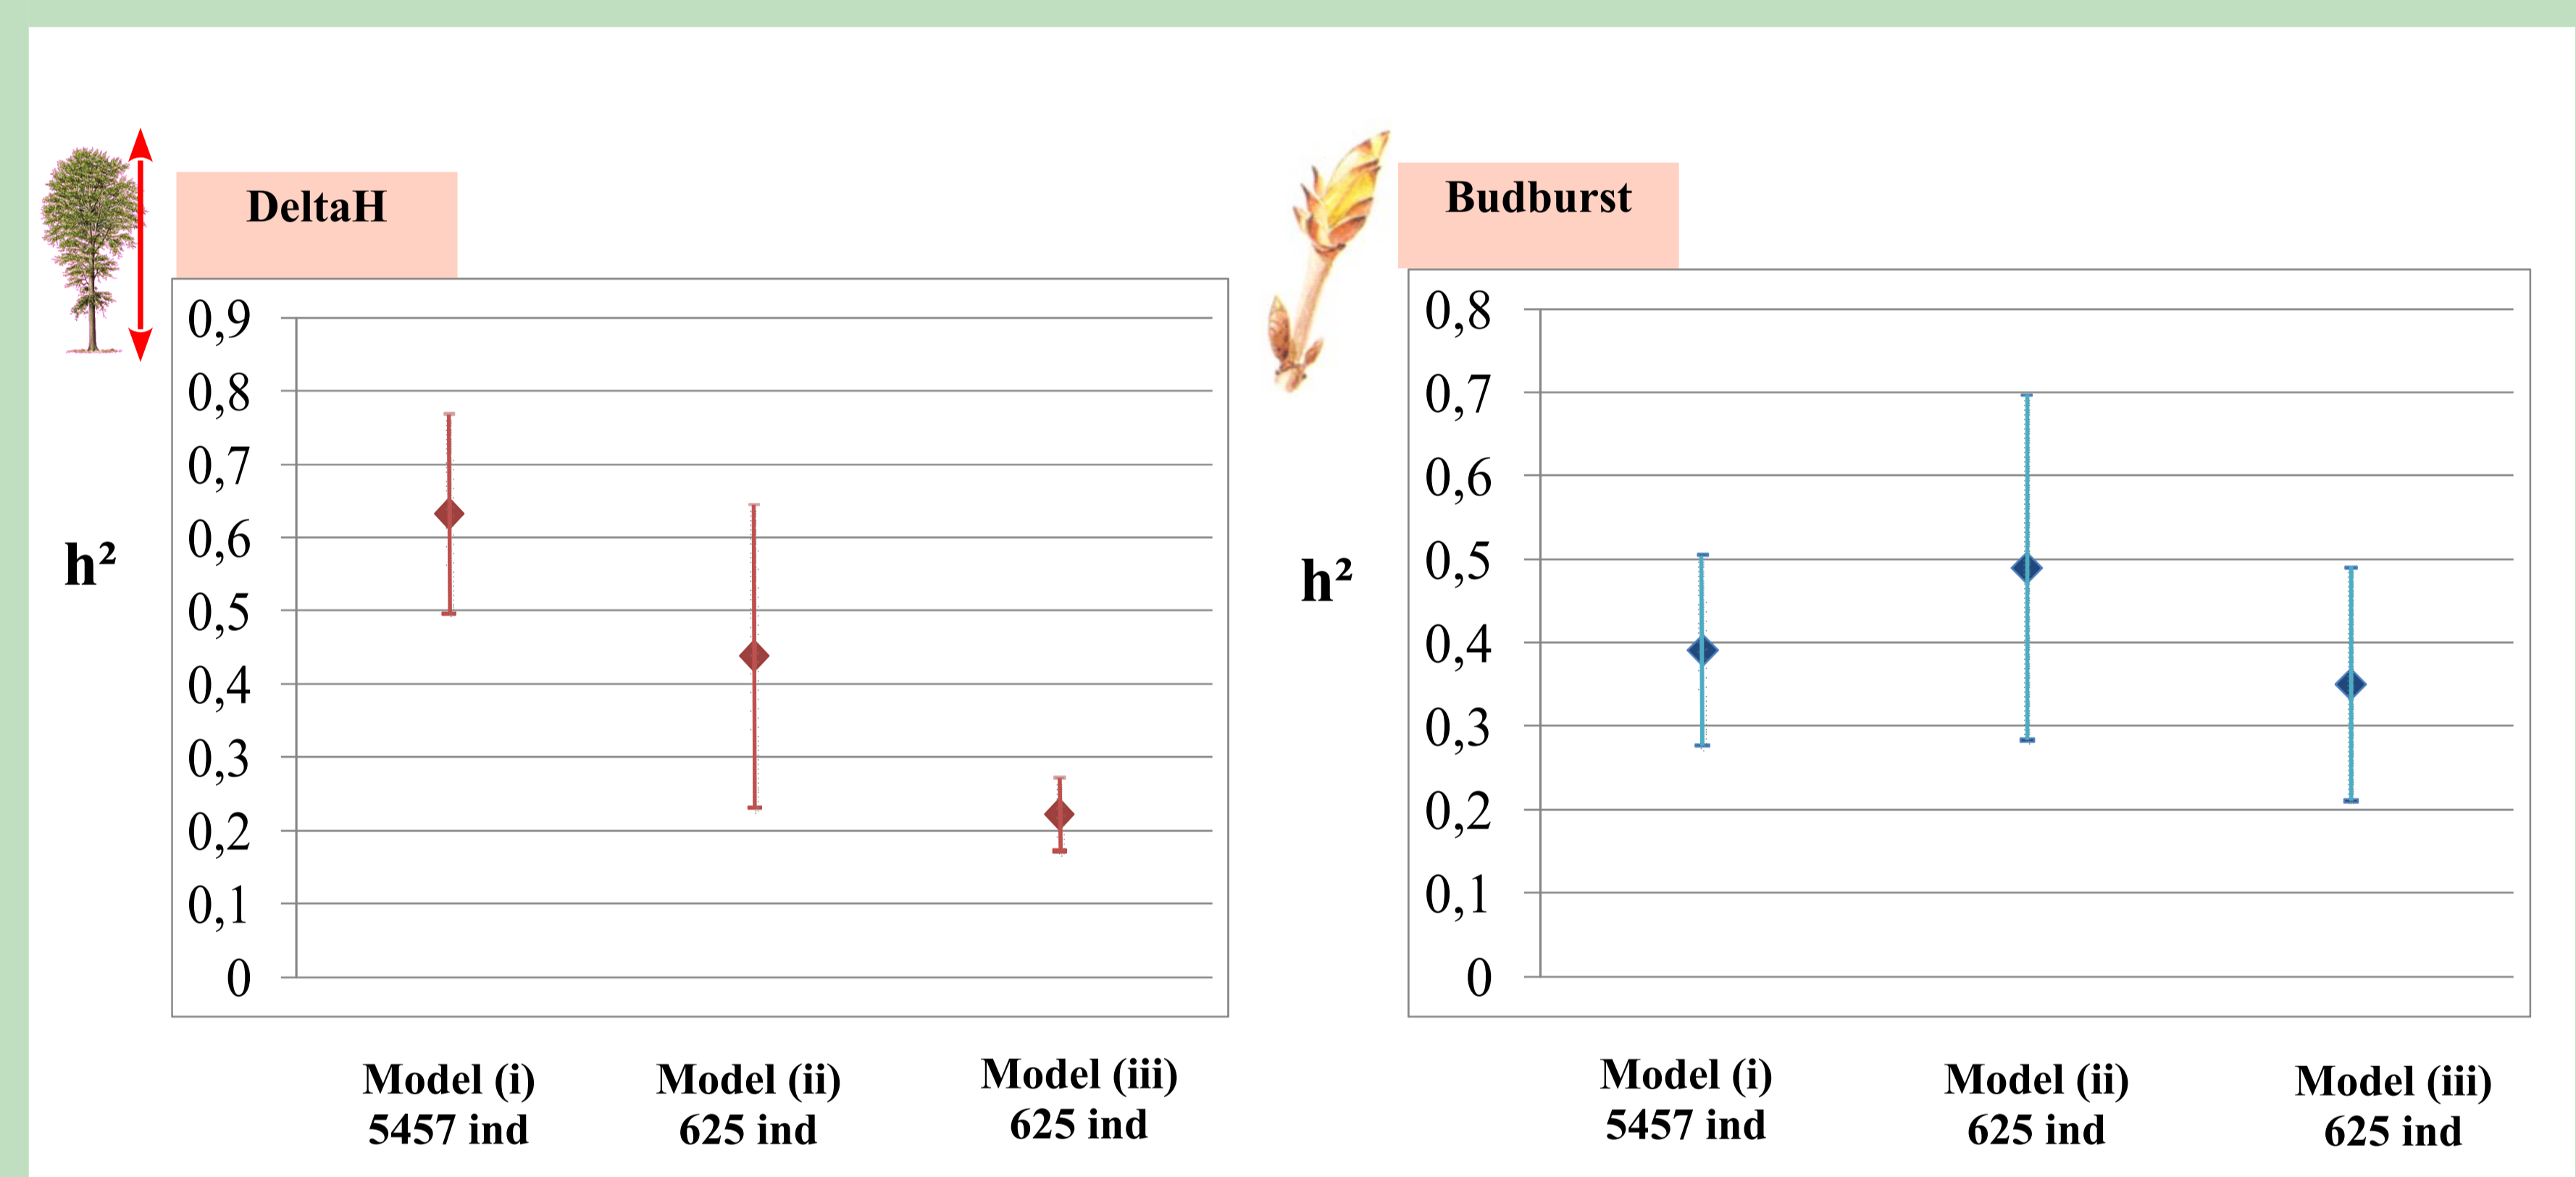 DeltaH
h²
0,9
0,8
0,7
0,6
0,5
0,4
0,3
0,2
0,1
0
Model (i)
5457 ind
Model (ii)
625 ind
Model (iii)
625 ind
Budburst
h²
0,8
0,7
0,6
0,5
0,4
0,3
0,2
0,1
0
Model (i)
5457 ind
Model (ii)
625 ind
Model (iii)
625 ind